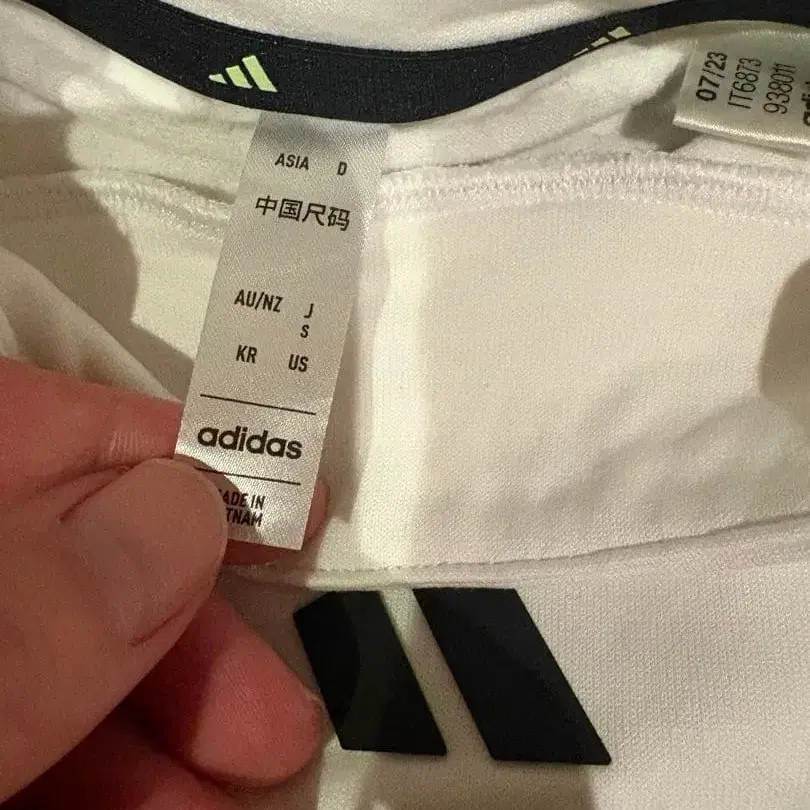 ASIA D
中国尺码
AU/NZ J
S
KR US
adidas
ADE IN
TNAM
07/23
IT6873
938011